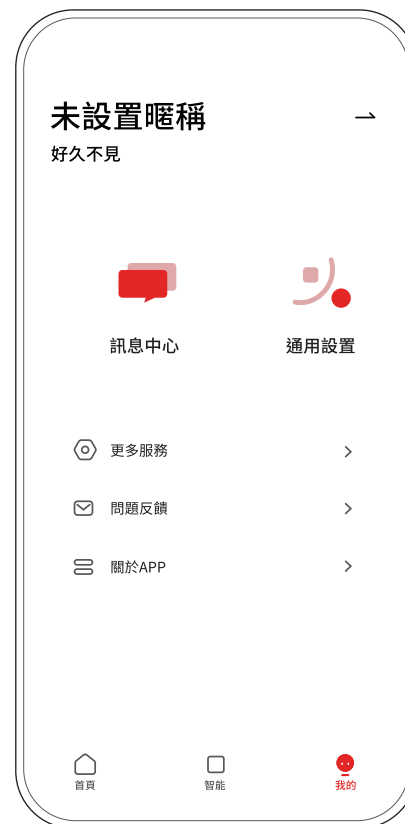 未設置暱稱
好久不見
訊息中心
通用設置
更多服務
問題反饋
關於APP
首頁
智能
我的